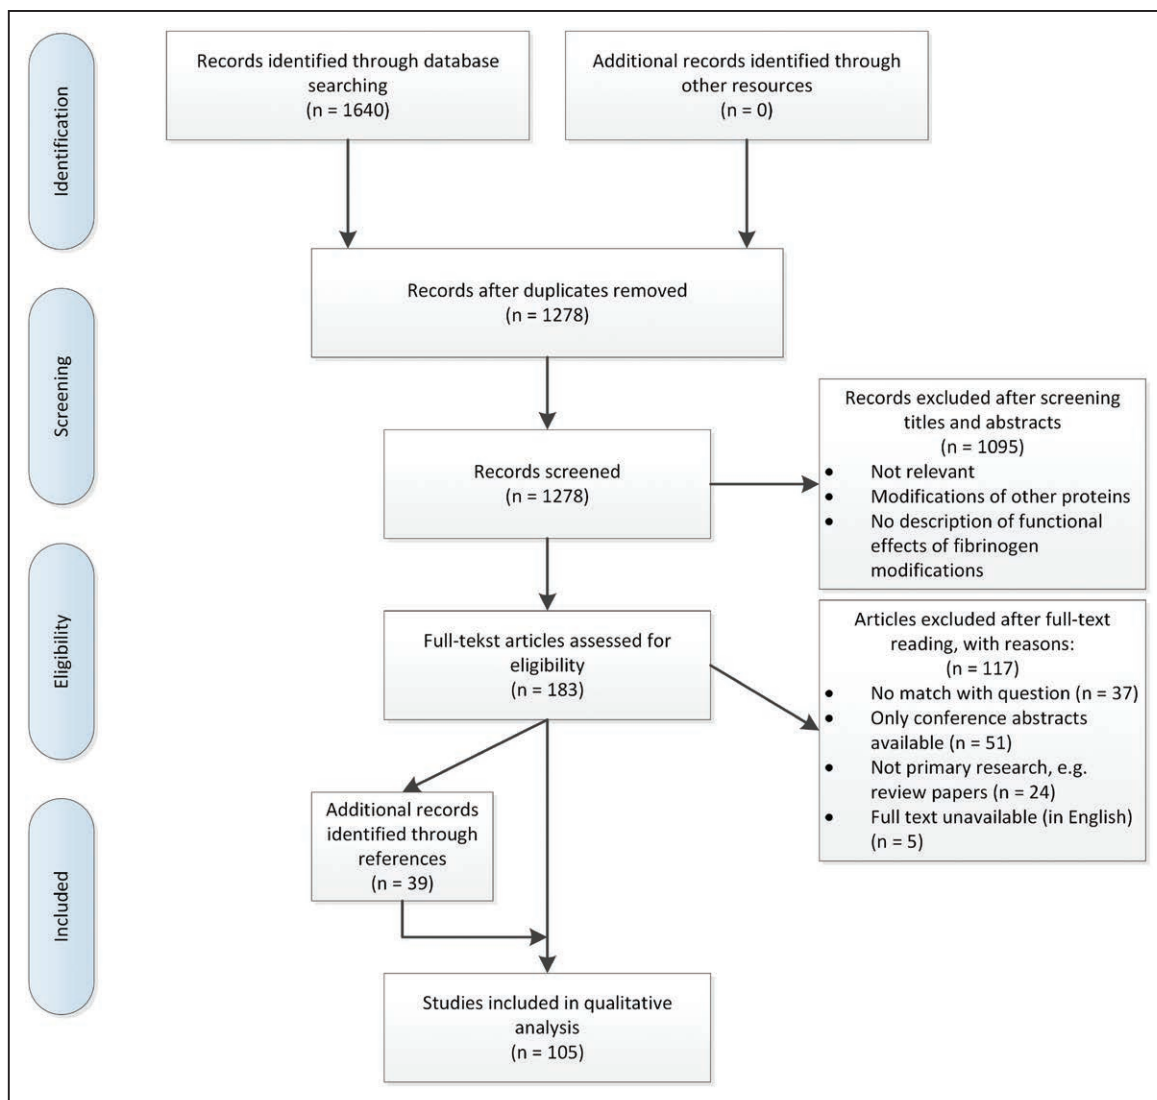 Identification
Records identified through database
searching
(n = 1640)
Additional records identified through
other resources
(n = 0)
Records after duplicates removed
(n = 1278)
Screening
Records screened
(n = 1278)
Records excluded after screening
titles and abstracts
(n = 1095)
• Not relevant
• Modifications of other proteins
• No description of functional
effects of fibrinogen
modifications
Eligibility
Full-tekst articles assessed for
eligibility
(n = 183)
Articles excluded after full-text
reading, with reasons:
(n = 117)
• No match with question (n = 37)
• Only conference abstracts
available (n = 51)
• Not primary research, e.g.
review papers (n = 24)
• Full text unavailable (in English)
(n = 5)
Included
Additional records
identified through
references
(n = 39)
Studies included in qualitative
analysis
(n = 105)